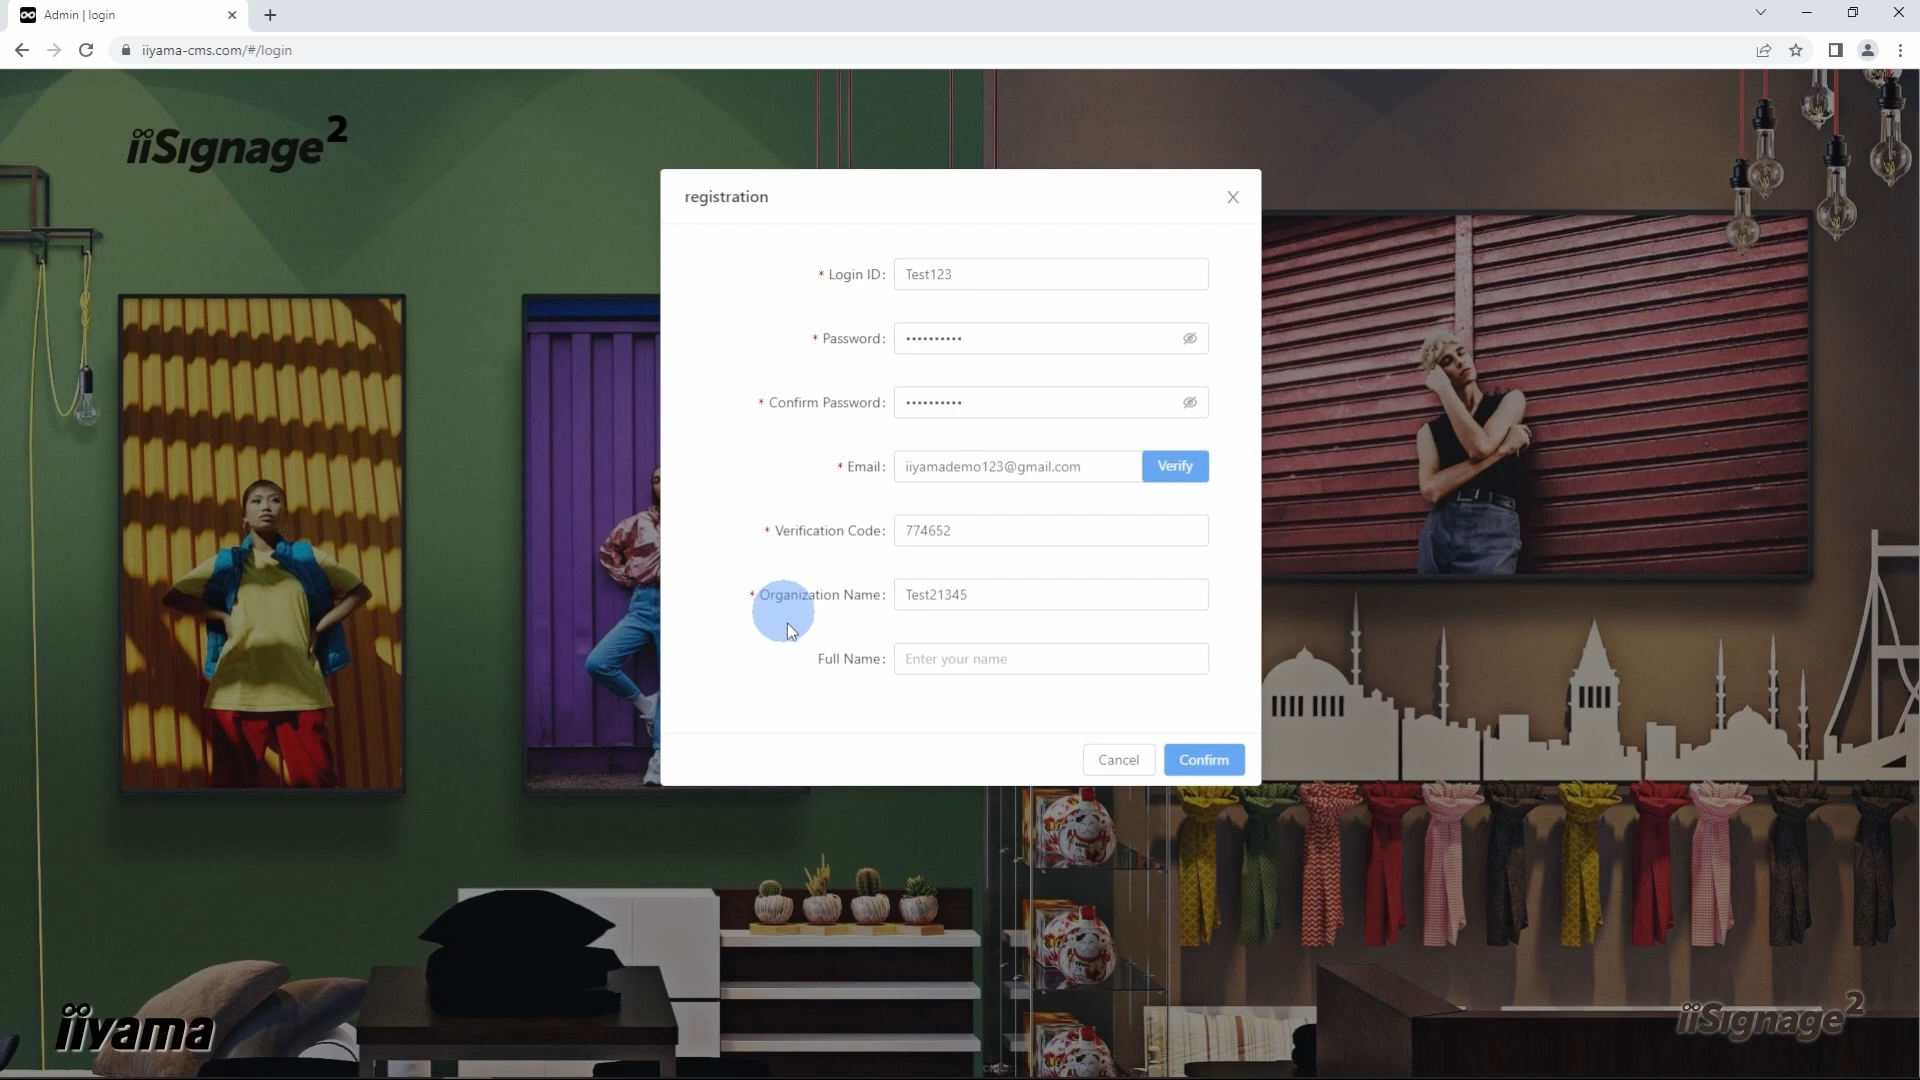 Admin | login
iiyama-cms.com/#/login
iiSignage2
registration
* Login ID: Test123
* Password: ••••••••••
* Confirm Password: ••••••••••
* Email: iiyamademo123@gmail.com Verify
* Verification Code: 774652
* Organization Name: Test21345
Full Name: Enter your name
Cancel Confirm
iiyama
iiSignage2